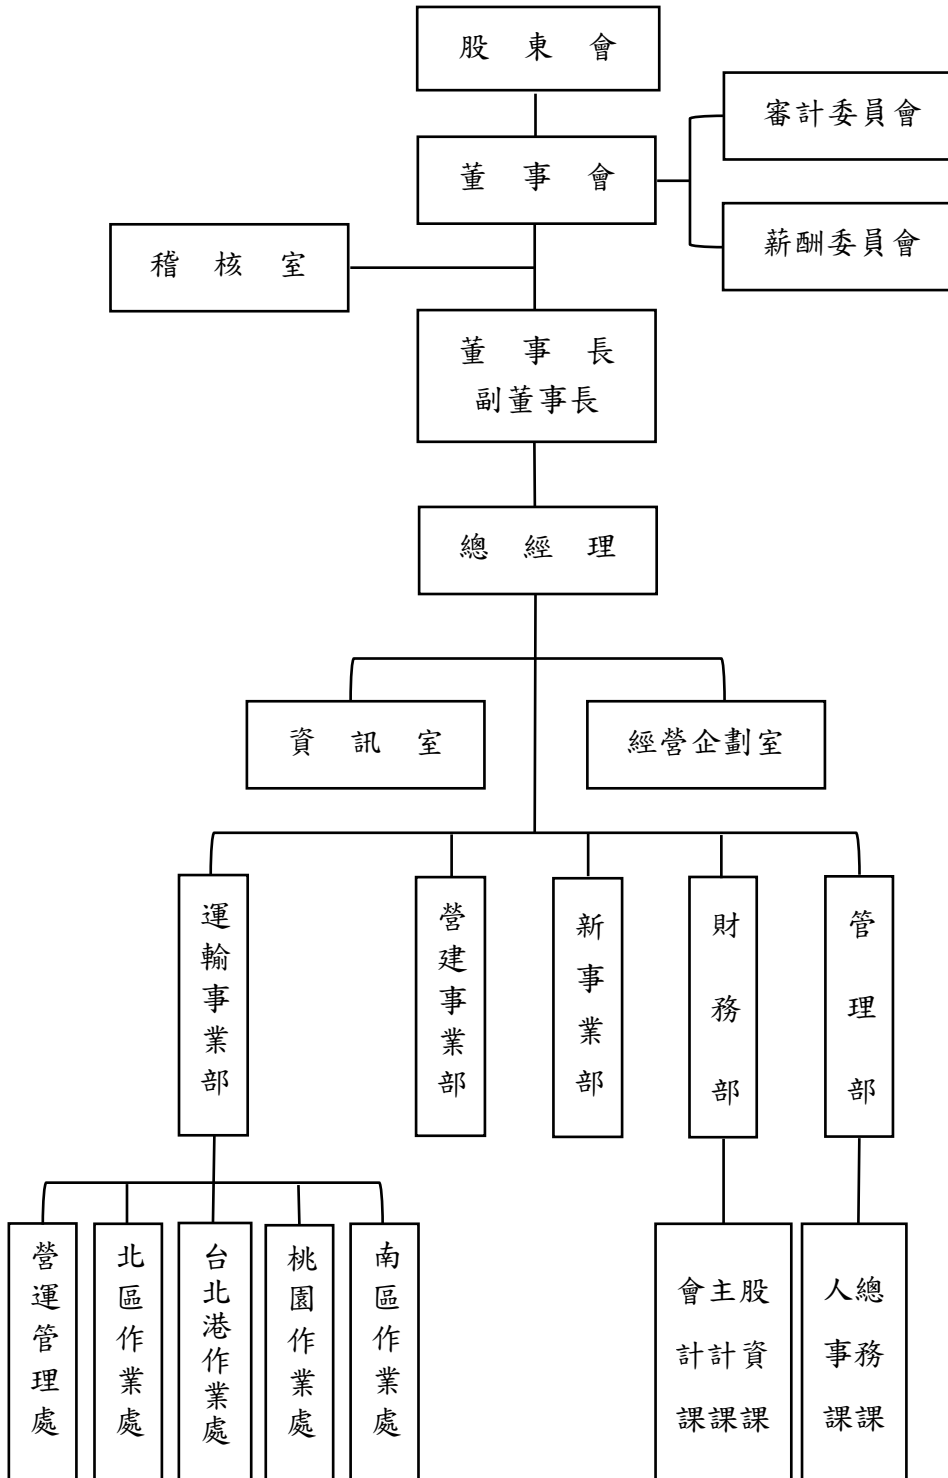 股東會
審計委員會
董事會
薪酬委員會
稽核室
董事長
副董事長
總經理
資訊室
經營企劃室
運輸事業部
營建事業部
新事業部
財務部
管理部
營運管理處
北區作業處
台北港作業處
桃園作業處
南區作業處
會計課
主計課
股資課
人事課
總務課